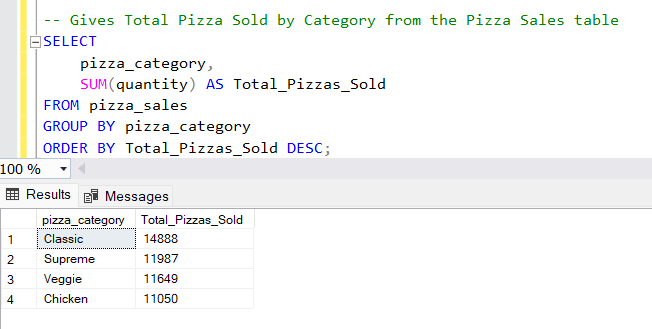 -- Gives Total Pizza Sold by Category from the Pizza Sales table
SELECT
pizza_category,
SUM(quantity) AS Total_Pizzas_Sold
FROM pizza_sales
GROUP BY pizza_category
ORDER BY Total_Pizzas_Sold DESC;
100 %
Results Messages
pizza_category Total_Pizzas_Sold
1 Classic 14888
2 Supreme 11987
3 Veggie 11649
4 Chicken 11050